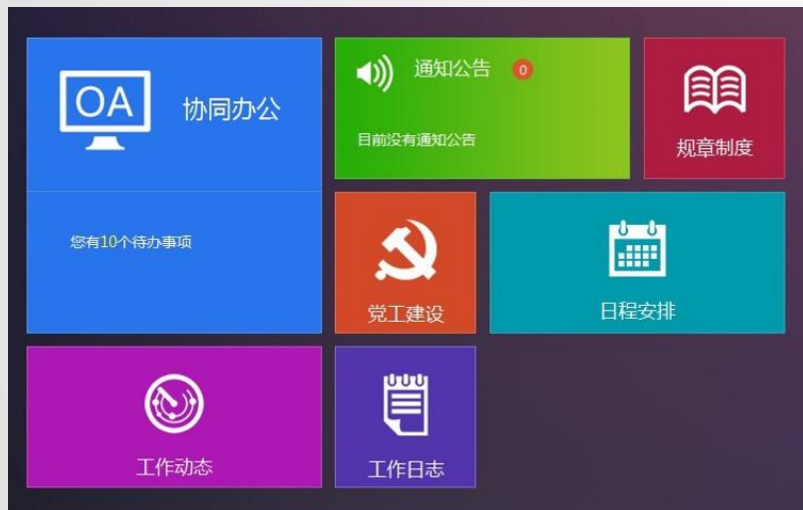 OA
协同办公
您有10个待办事项
通知公告 0
目前没有通知公告
规章制度
党工建设
日程安排
工作动态
工作日志